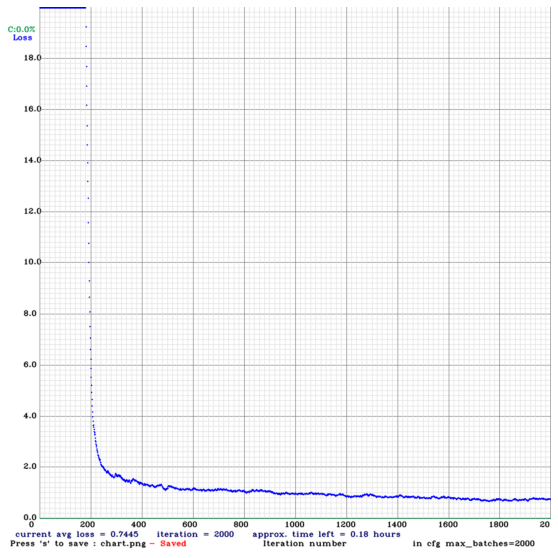 C:0.0%
Loss
18.0
16.0
14.0
12.0
10.0
8.0
6.0
4.0
2.0
0.0
0 200 400 600 800 1000 1200 1400 1600 1800 2000
current avg loss = 0.7445 iteration = 2000 approx. time left = 0.18 hours
Press 's' to save : chart.png - Saved Iteration number in cfg max_batches=2000